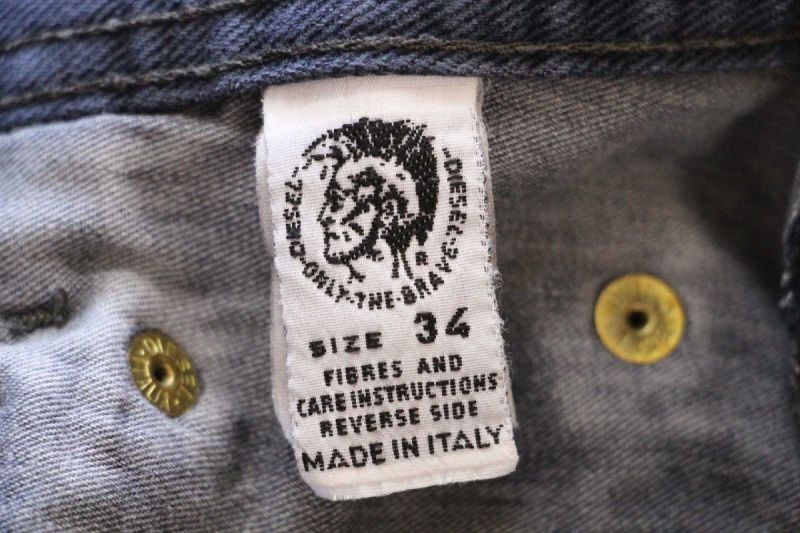 DIESEL·ONLY·THE·BRAVE·DIESEL
®
SIZE 34
FIBRES AND
CARE INSTRUCTIONS
REVERSE SIDE
MADE IN ITALY